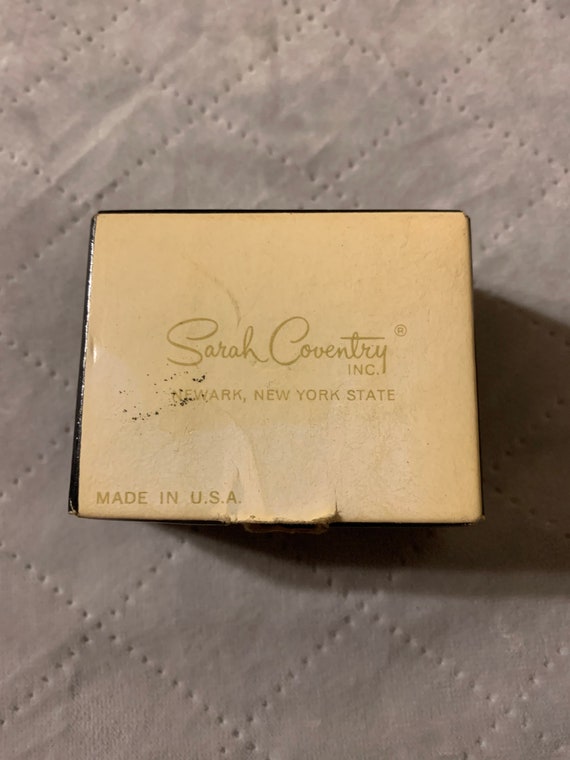 Sarah Coventry®
INC.
NEWARK, NEW YORK STATE
MADE IN U.S.A.